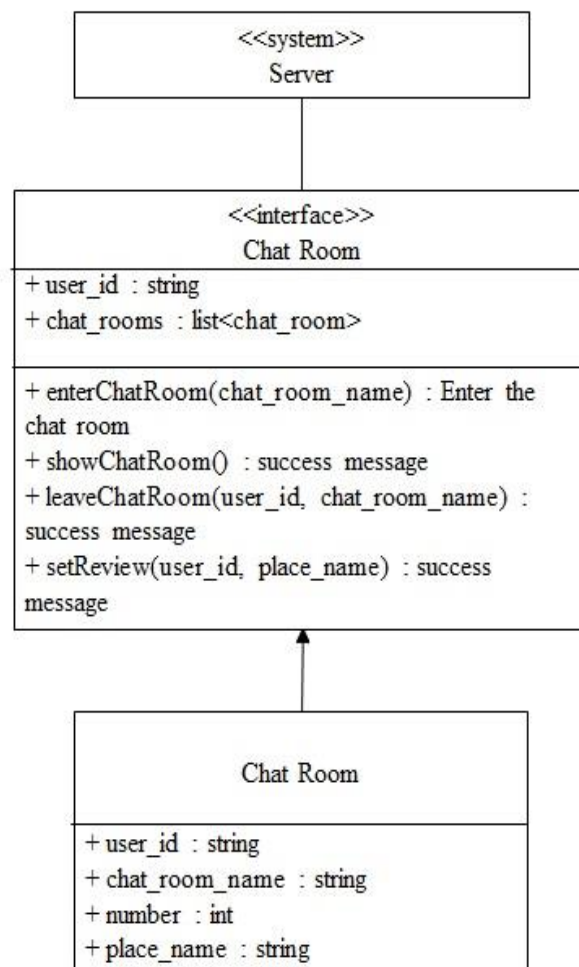 <<system>>
Server
<<interface>>
Chat Room
+ user_id : string
+ chat_rooms : list<chat_room>
+ enterChatRoom(chat_room_name) : Enter the
chat room
+ showChatRoom() : success message
+ leaveChatRoom(user_id, chat_room_name) :
success message
+ setReview(user_id, place_name) : success
message
Chat Room
+ user_id : string
+ chat_room_name : string
+ number : int
+ place_name : string